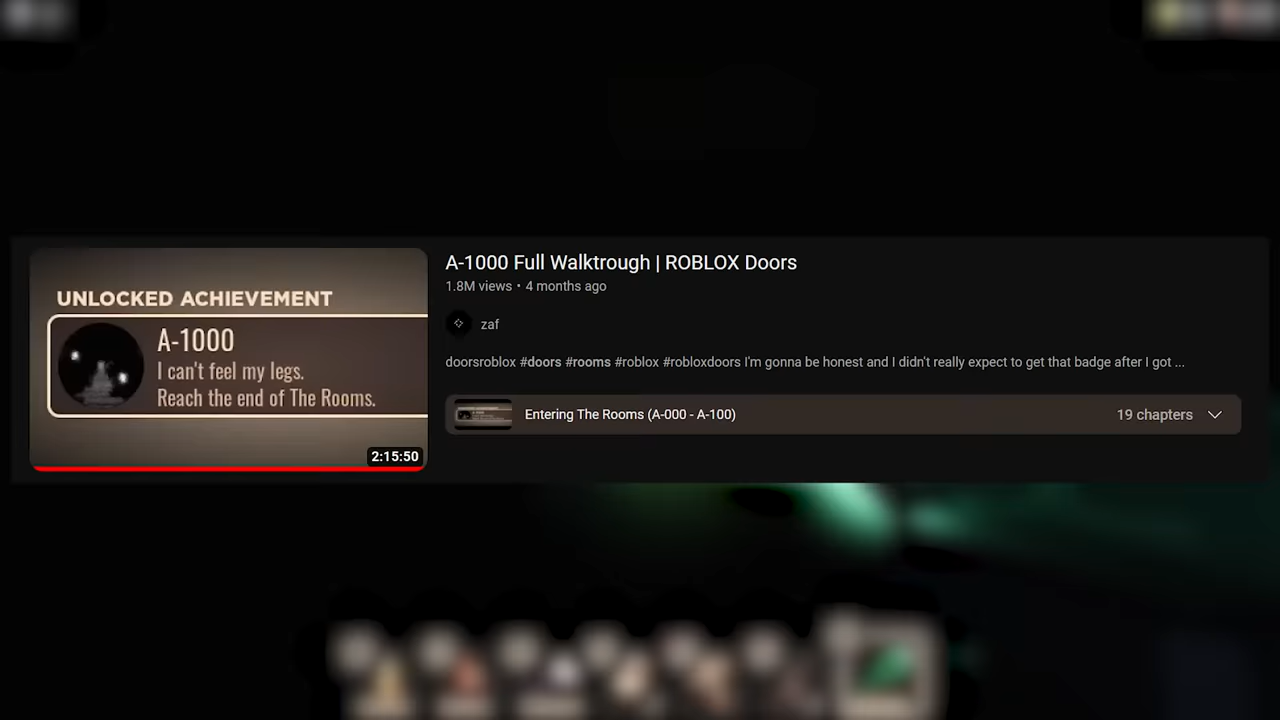 UNLOCKED ACHIEVEMENT
A-1000
I can't feel my legs.
Reach the end of The Rooms.
2:15:50
A-1000 Full Walktrough | ROBLOX Doors
1.8M views • 4 months ago
zaf
doorsroblox #doors #rooms #roblox #robloxdoors I'm gonna be honest and I didn't really expect to get that badge after I got ...
Entering The Rooms (A-000 - A-100)
19 chapters